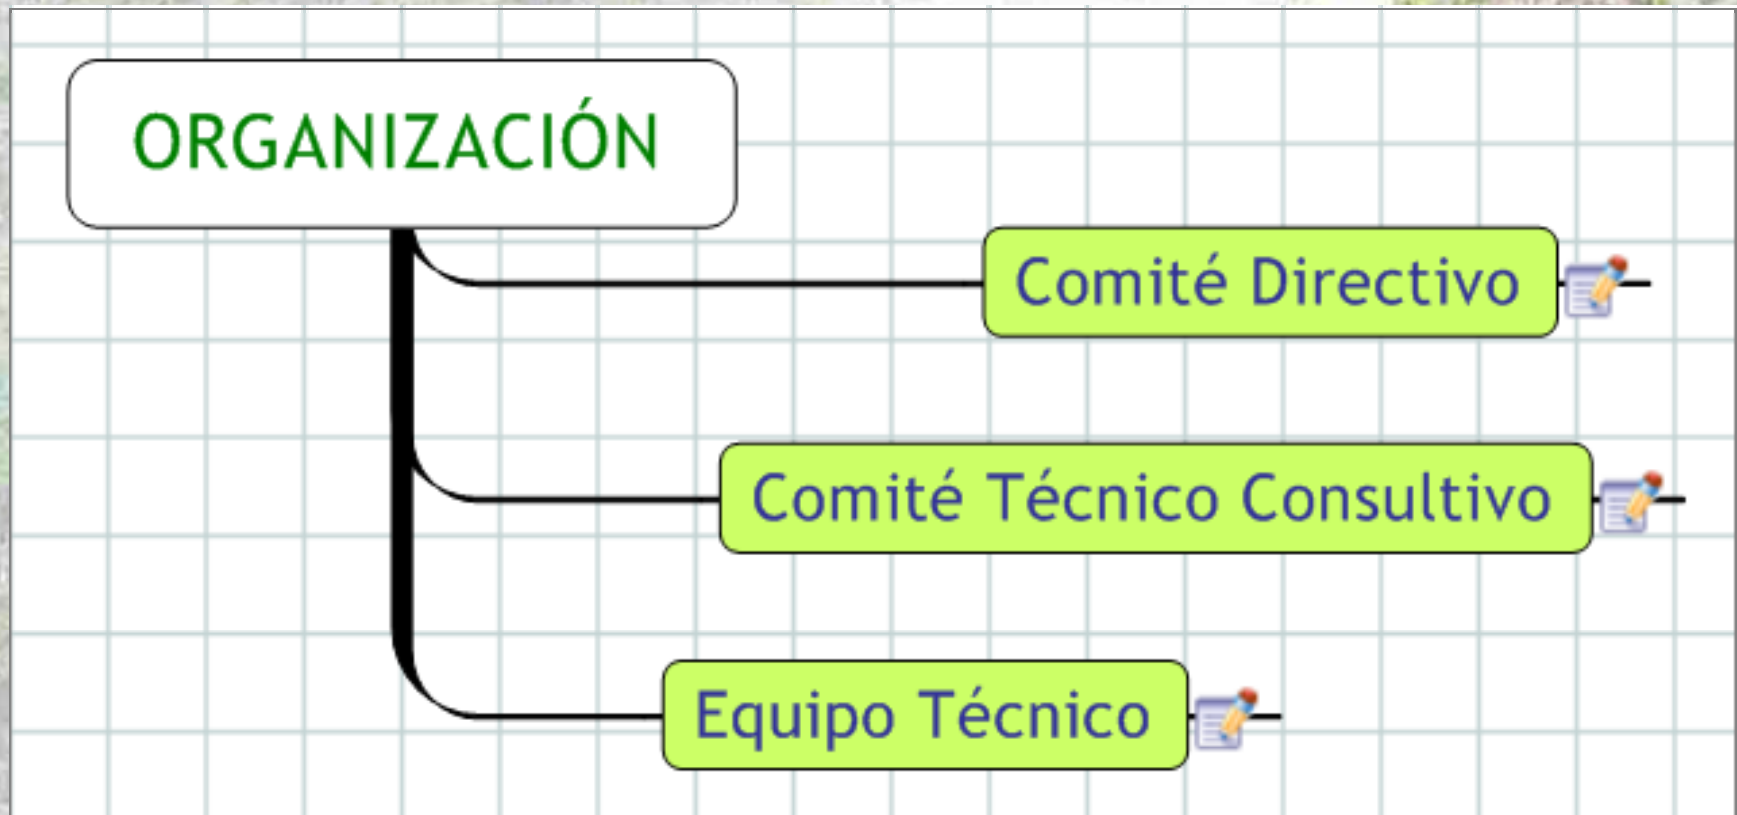 ORGANIZACIÓN
Comité Directivo
Comité Técnico Consultivo
Equipo Técnico